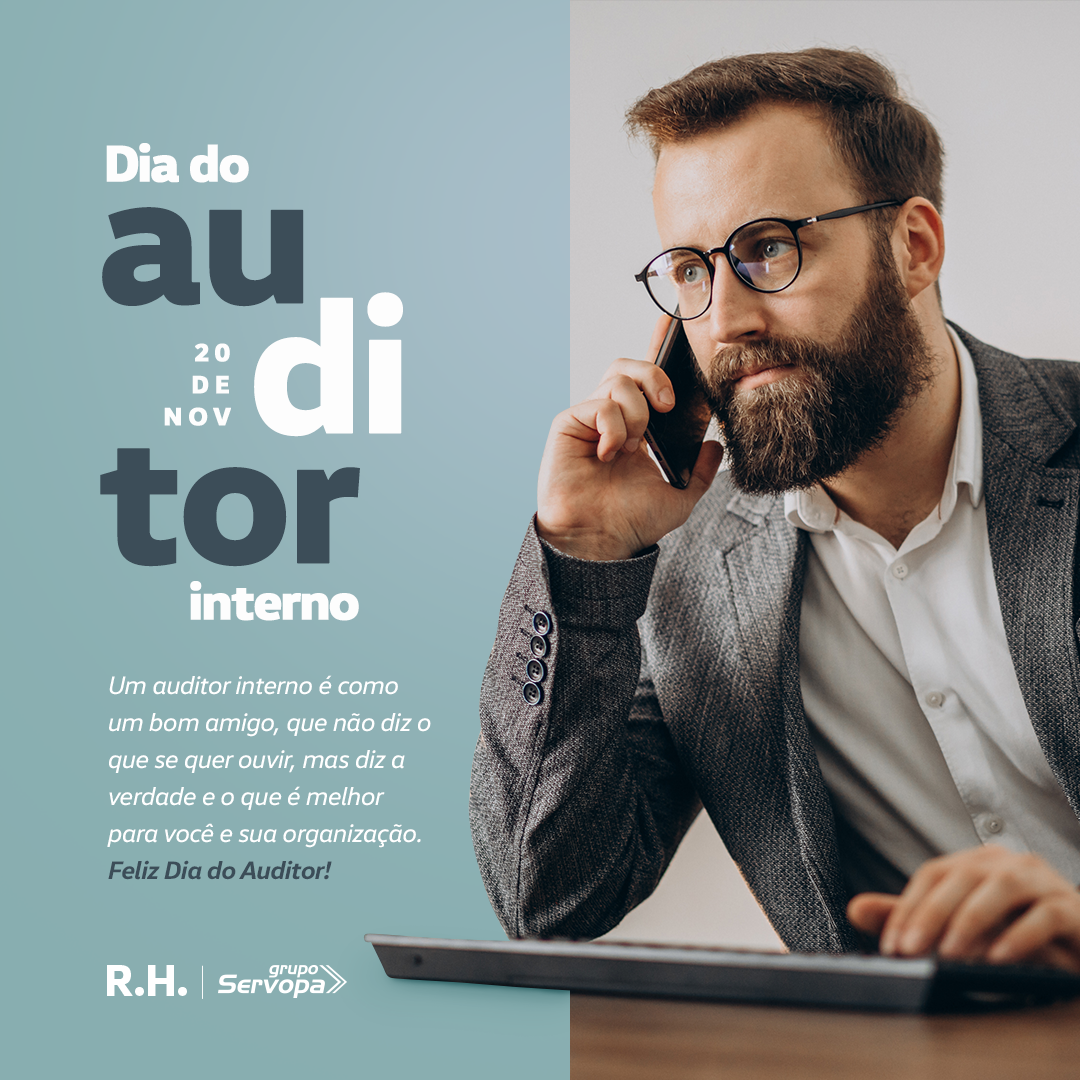 Dia do
au
di
20
DE
NOV
tor
interno
Um auditor interno é como
um bom amigo, que não diz o
que se quer ouvir, mas diz a
verdade e o que é melhor
para você e sua organização.
Feliz Dia do Auditor!
R.H.
grupo
Servopa